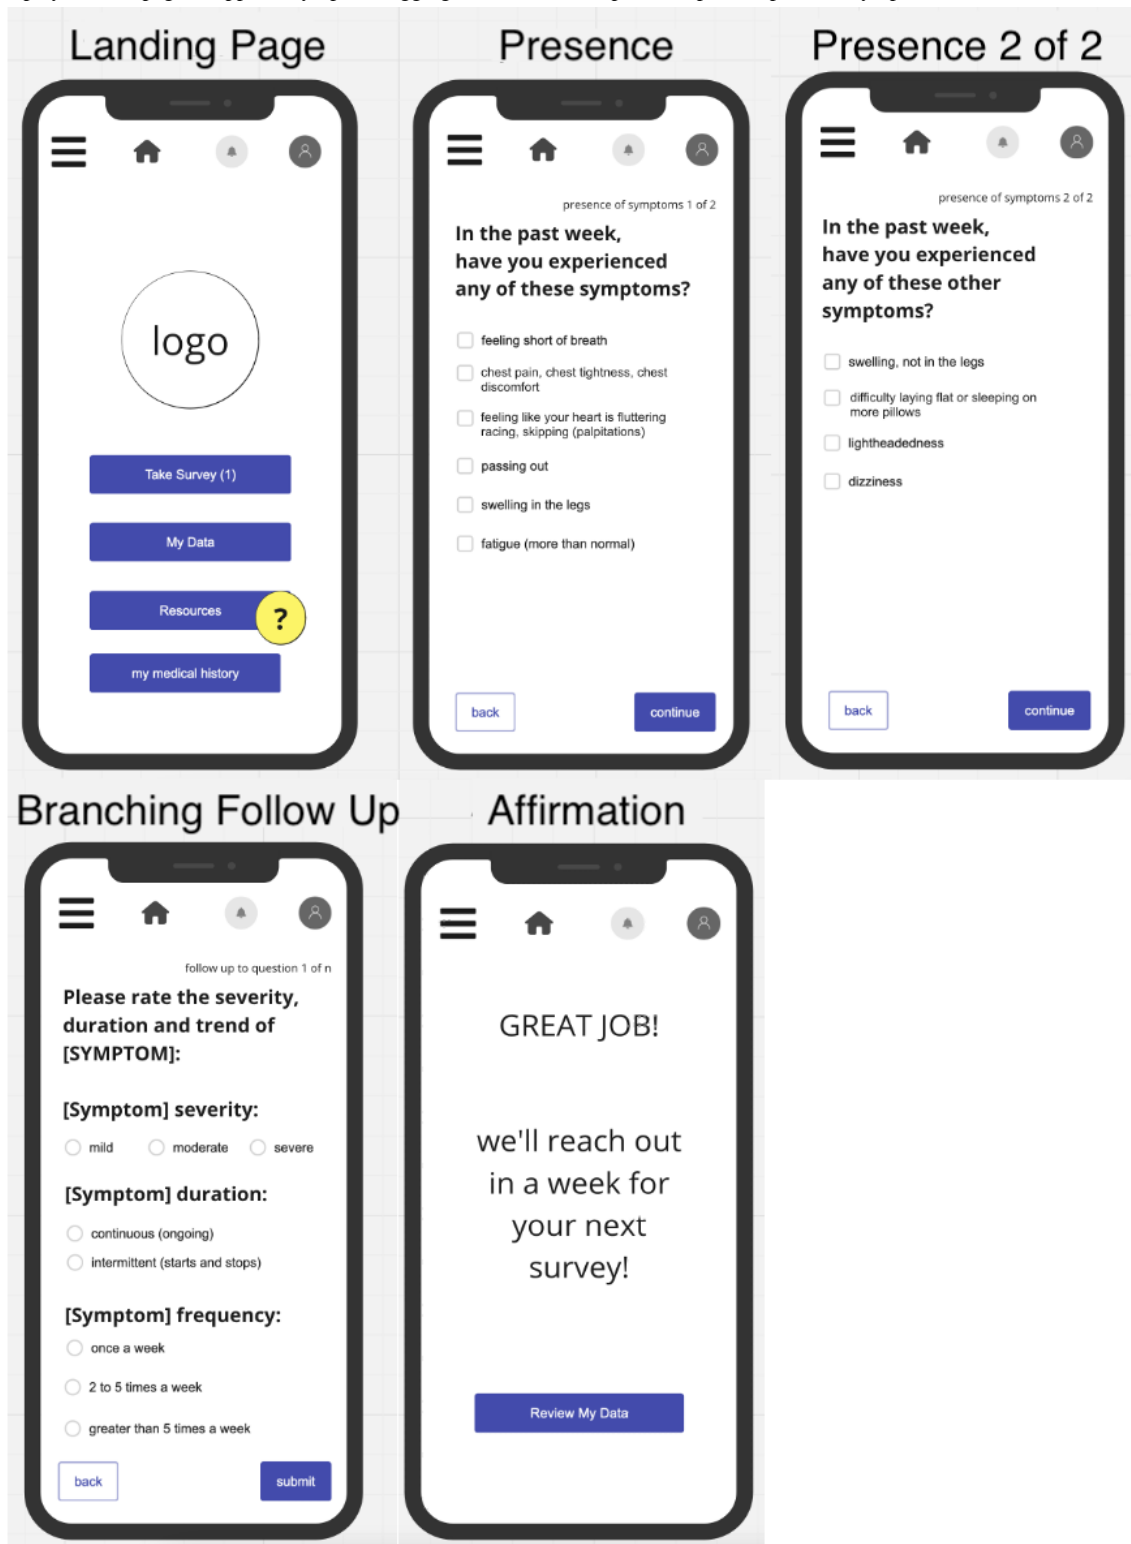 Landing Page
logo
Take Survey (1)
My Data
Resources
?
my medical history
Presence
presence of symptoms 1 of 2
In the past week,
have you experienced
any of these symptoms?
feeling short of breath
chest pain, chest tightness, chest
discomfort
feeling like your heart is fluttering
racing, skipping (palpitations)
passing out
swelling in the legs
fatigue (more than normal)
back
continue
Presence 2 of 2
presence of symptoms 2 of 2
In the past week,
have you experienced
any of these other
symptoms?
swelling, not in the legs
difficulty laying flat or sleeping on
more pillows
lightheadedness
dizziness
back
continue
Branching Follow Up
follow up to question 1 of n
Please rate the severity,
duration and trend of
[SYMPTOM]:
[Symptom] severity:
mild moderate severe
[Symptom] duration:
continuous (ongoing)
intermittent (starts and stops)
[Symptom] frequency:
once a week
2 to 5 times a week
greater than 5 times a week
back
submit
Affirmation
GREAT JOB!
we'll reach out
in a week for
your next
survey!
Review My Data